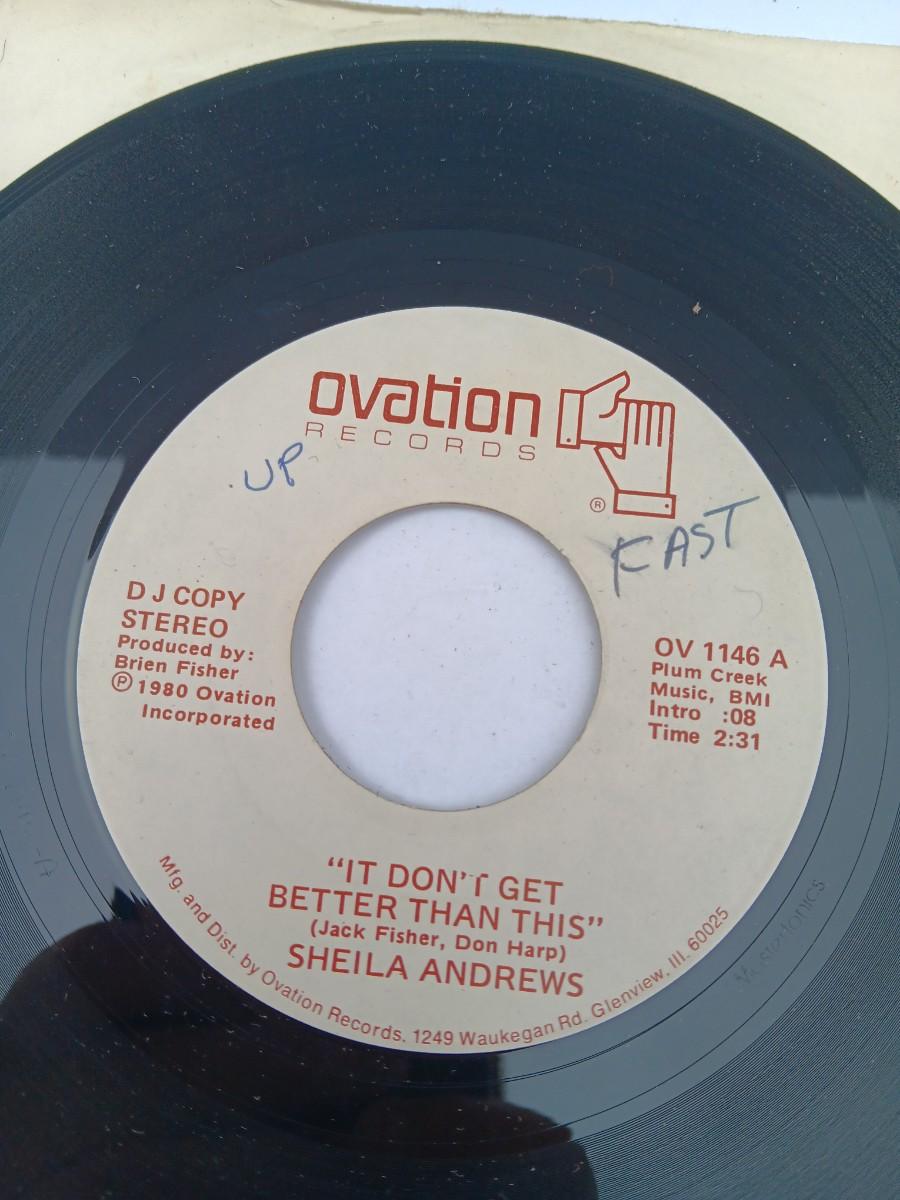 ovation
RECORDS
®
UP
FAST
D J COPY
STEREO
Produced by:
Brien Fisher
℗ 1980 Ovation
Incorporated
OV 1146 A
Plum Creek
Music, BMI
Intro :08
Time 2:31
“IT DON'T GET
BETTER THAN THIS”
(Jack Fisher, Don Harp)
SHEILA ANDREWS
Mfg. and Dist. by Ovation Records. 1249 Waukegan Rd. Glenview, Ill. 60025
Masterfonics